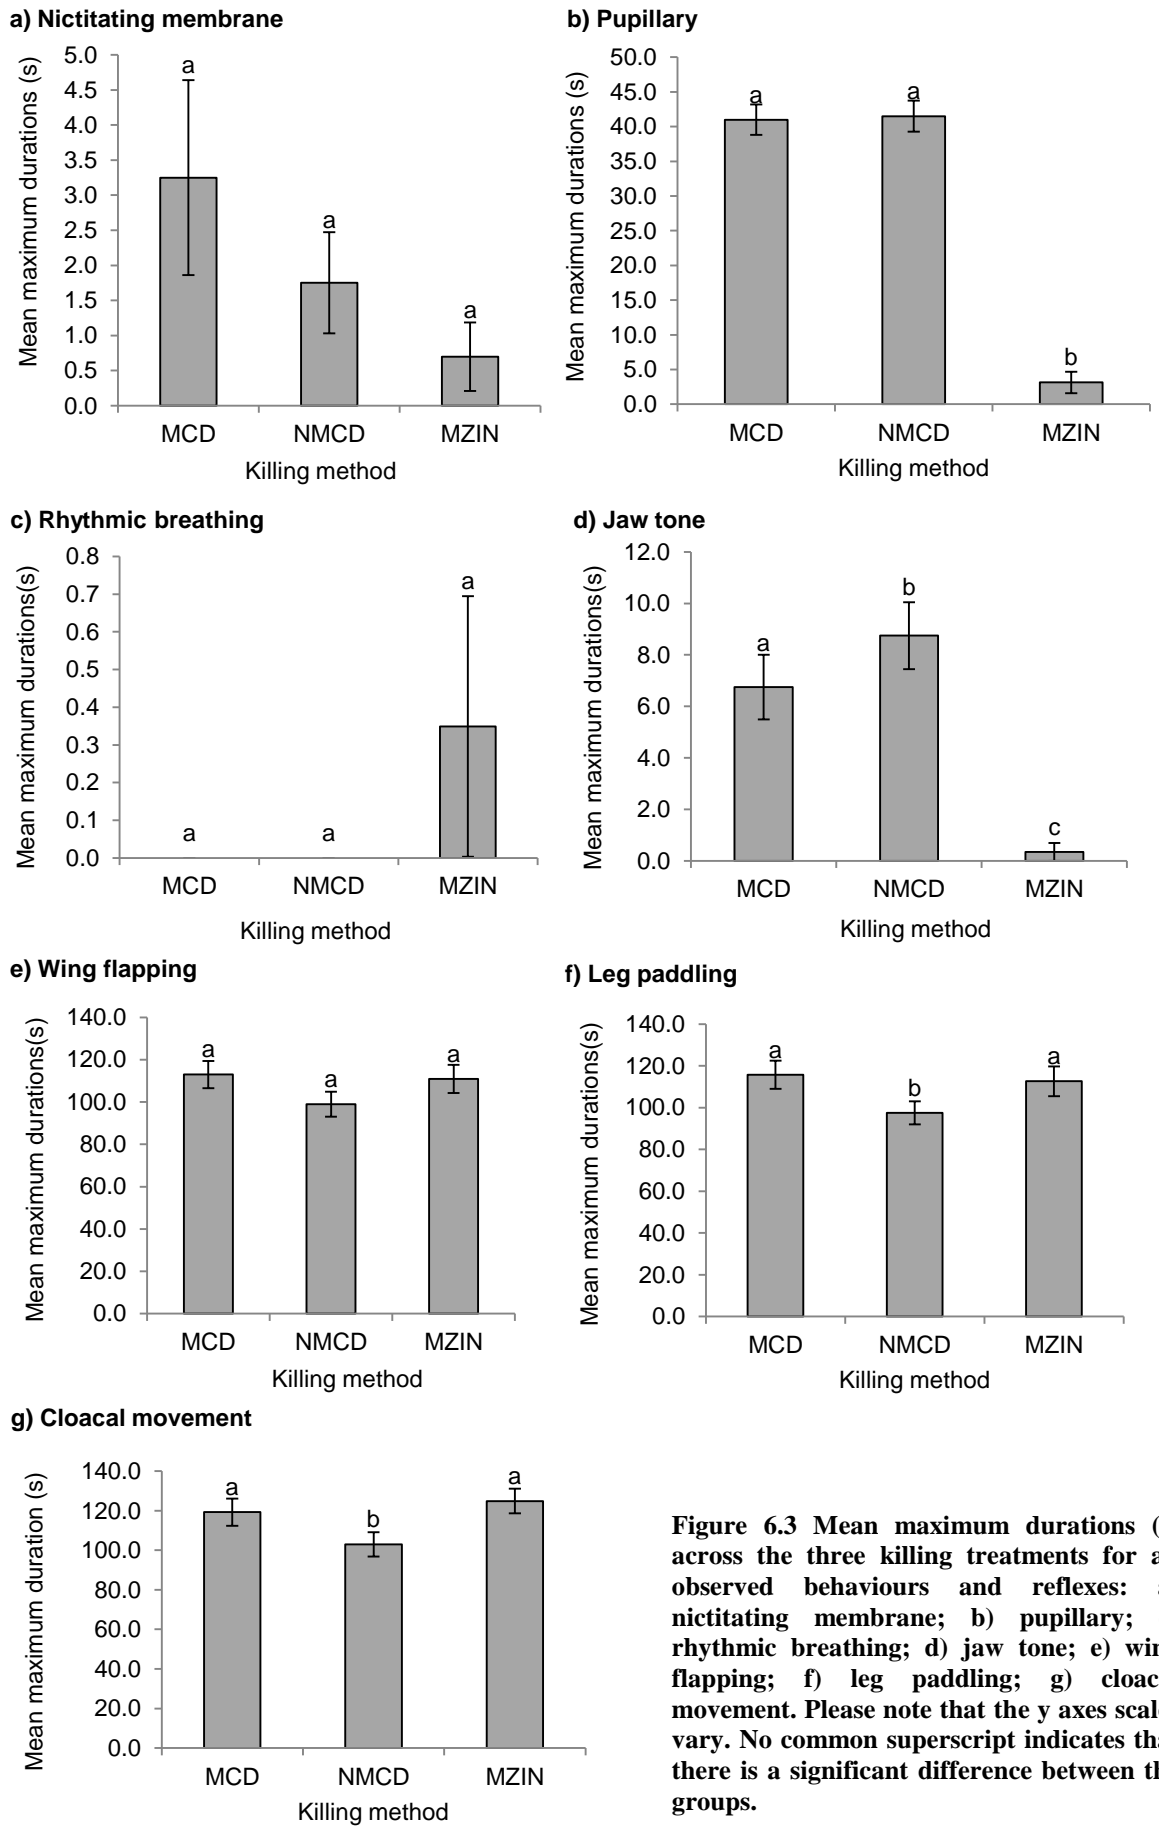 a) Nictitating membrane
Mean maximum durations (s)
5.0
4.5
4.0
3.5
3.0
2.5
2.0
1.5
1.0
0.5
0.0
a
a
a
MCD NMCD MZIN
Killing method
b) Pupillary
Mean maximum durations (s)
50.0
45.0
40.0
35.0
30.0
25.0
20.0
15.0
10.0
5.0
0.0
a
a
b
MCD NMCD MZIN
Killing method
c) Rhythmic breathing
Mean maximum durations(s)
0.8
0.7
0.6
0.5
0.4
0.3
0.2
0.1
0.0
a
a
a
MCD NMCD MZIN
Killing method
d) Jaw tone
Mean maximum durations(s)
12.0
10.0
8.0
6.0
4.0
2.0
0.0
a
b
c
MCD NMCD MZIN
Killing method
e) Wing flapping
Mean maximum durations(s)
140.0
120.0
100.0
80.0
60.0
40.0
20.0
0.0
a
a
a
MCD NMCD MZIN
Killing method
f) Leg paddling
Mean maximum durations(s)
140.0
120.0
100.0
80.0
60.0
40.0
20.0
0.0
a
b
a
MCD NMCD MZIN
Killing method
g) Cloacal movement
Mean maximum duration (s)
140.0
120.0
100.0
80.0
60.0
40.0
20.0
0.0
a
b
a
MCD NMCD MZIN
Killing method
Figure 6.3 Mean maximum durations (
across the three killing treatments for a
observed behaviours and reflexes: a
nictitating membrane; b) pupillary;
rhythmic breathing; d) jaw tone; e) win
flapping; f) leg paddling; g) cloac
movement. Please note that the y axes scale
vary. No common superscript indicates tha
there is a significant difference between th
groups.